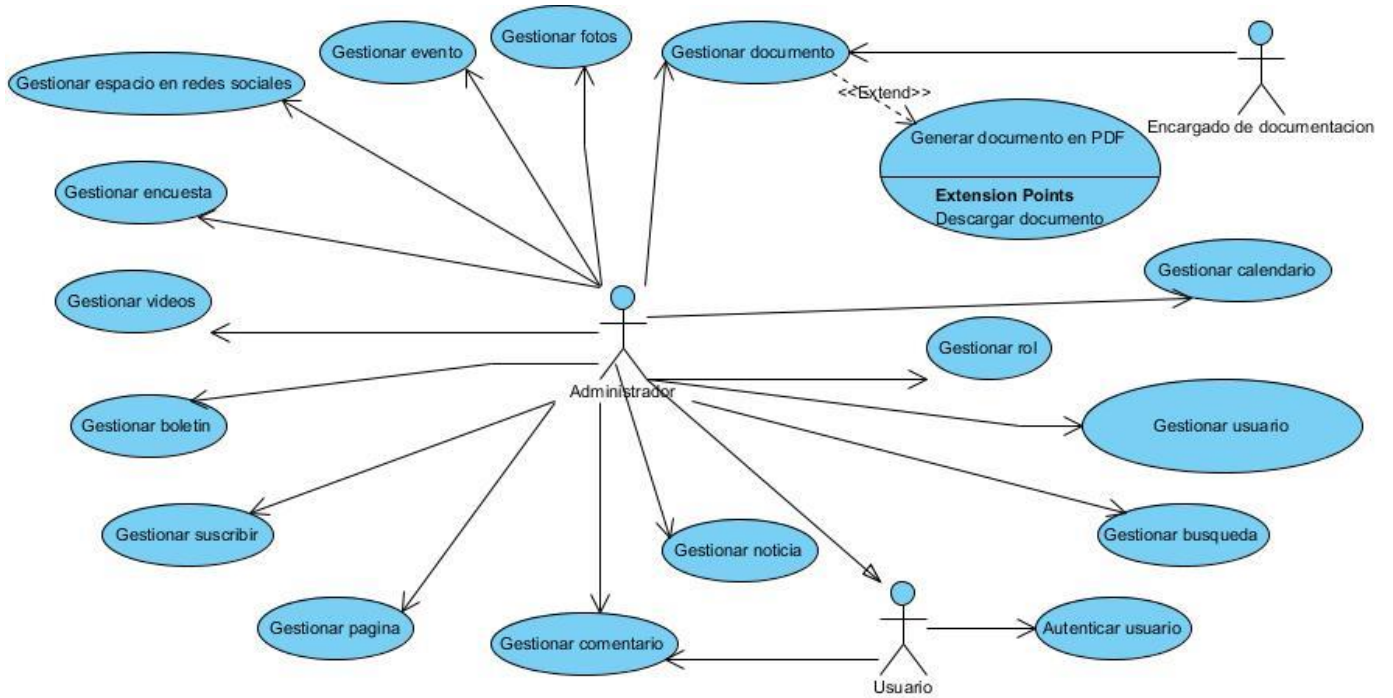 Gestionar fotos
Gestionar evento
Gestionar documento
Gestionar espacio en redes sociales
<<Extend>>
Encargado de documentacion
Generar documento en PDF
Gestionar encuesta
Extension Points
Descargar documento
Gestionar calendario
Gestionar videos
Gestionar rol
Administrador
Gestionar boletin
Gestionar usuario
Gestionar suscribir
Gestionar busqueda
Gestionar noticia
Gestionar pagina
Gestionar comentario
Autenticar usuario
Usuario